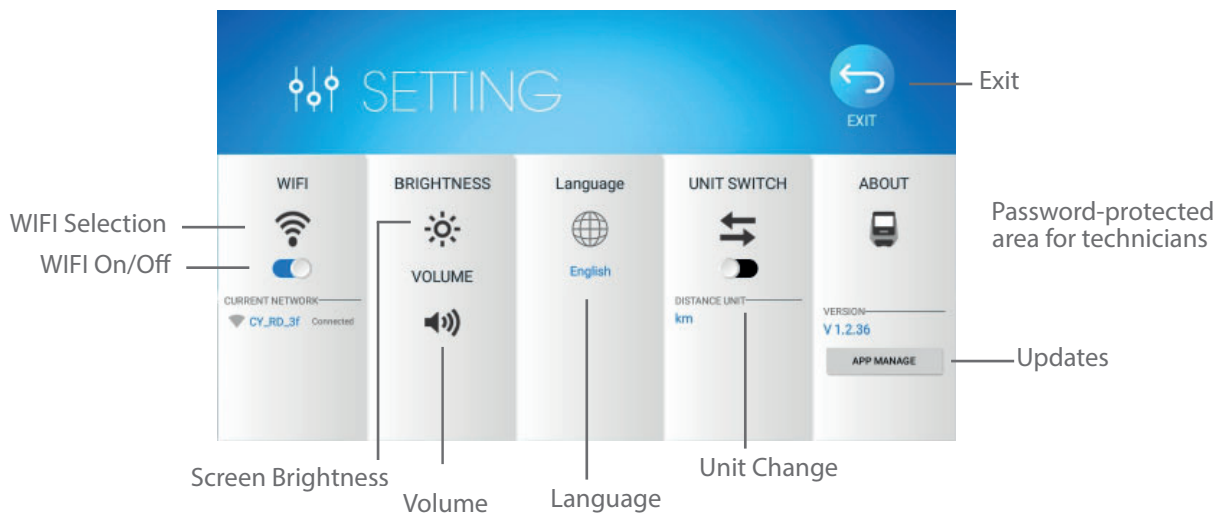 SETTING
EXIT
Exit
WIFI
BRIGHTNESS
Language
UNIT SWITCH
ABOUT
WIFI Selection
WIFI On/Off
Password-protected
area for technicians
VOLUME
English
CURRENT NETWORK
CY_RD_3f Connected
DISTANCE UNIT
km
VERSION
V 1.2.36
APP MANAGE
Updates
Screen Brightness
Volume
Language
Unit Change